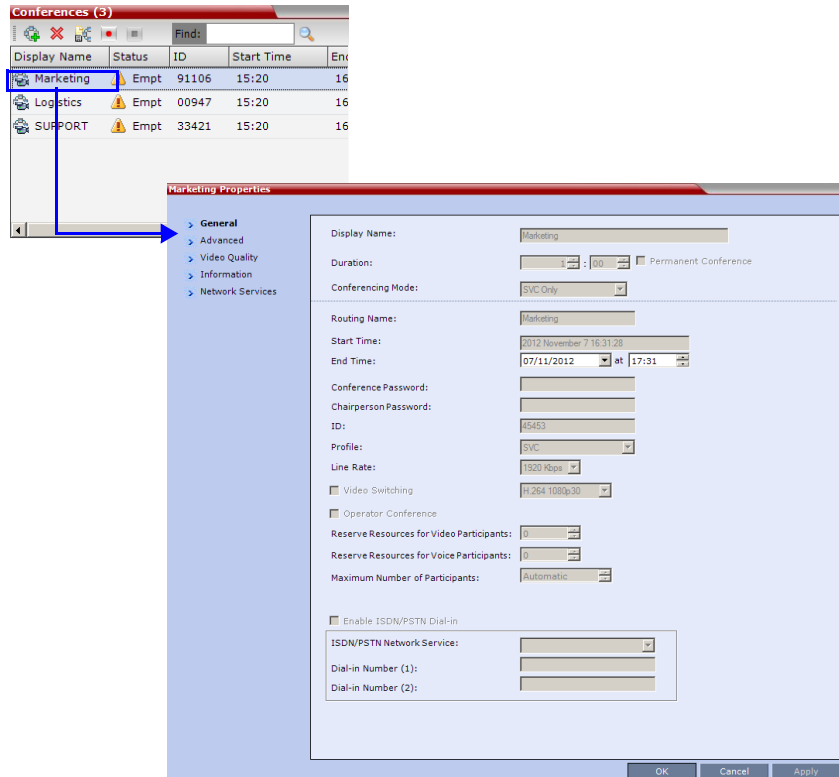 Conferences (3)
Find:
Display Name Status ID Start Time End
Marketing Empt 91106 15:20 16
Logistics Empt 00947 15:20 16
SUPPORT Empt 33421 15:20 16
Marketing Properties
General
Advanced
Video Quality
Information
Network Services
Display Name: Marketing
Duration: 1 : 00 Permanent Conference
Conferencing Mode: SVC Only
Routing Name: Marketing
Start Time: 2012 November 7 16:31:28
End Time: 07/11/2012 at 17:31
Conference Password:
Chairperson Password:
ID: 45453
Profile: SVC
Line Rate: 1920 Kbps
Video Switching H.264 1080p30
Operator Conference
Reserve Resources for Video Participants: 0
Reserve Resources for Voice Participants: 0
Maximum Number of Participants: Automatic
Enable ISDN/PSTN Dial-in
ISDN/PSTN Network Service:
Dial-in Number (1):
Dial-in Number (2):
OK Cancel Apply